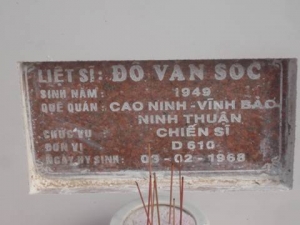 LIỆT SĨ: ĐỖ VĂN SÓC
SINH NĂM : 1949
QUÊ QUÁN : CAO NINH - VĨNH BẢO
NINH THUẬN
CHỨC VỤ : CHIẾN SĨ
ĐƠN VỊ : D 610
NGÀY HY SINH : 03 - 02 - 1968